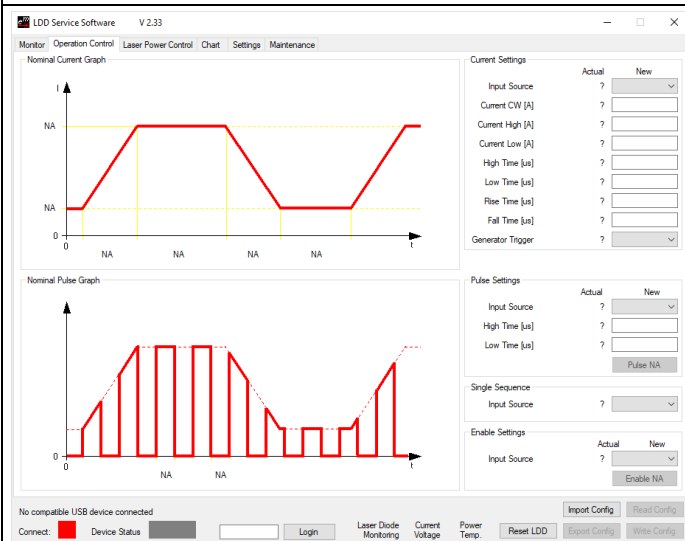 LDD Service Software V 2.33
Monitor Operation Control Laser Power Control Chart Settings Maintenance
Nominal Current Graph
I
NA
NA
0
0
t
NA NA NA NA
Nominal Pulse Graph
0
0
t
NA NA
Current Settings
Actual New
Input Source ?
Current CW [A] ?
Current High [A] ?
Current Low [A] ?
High Time [us] ?
Low Time [us] ?
Rise Time [us] ?
Fall Time [us] ?
Generator Trigger ?
Pulse Settings
Actual New
Input Source ?
High Time [us] ?
Low Time [us] ?
Pulse NA
Single Sequence
Input Source ?
Enable Settings
Actual New
Input Source ?
Enable NA
No compatible USB device connected
Import Config Read Config
Connect: Device Status Login
Laser Diode Monitoring
Current Voltage
Power Temp.
Reset LDD Export Config Write Config